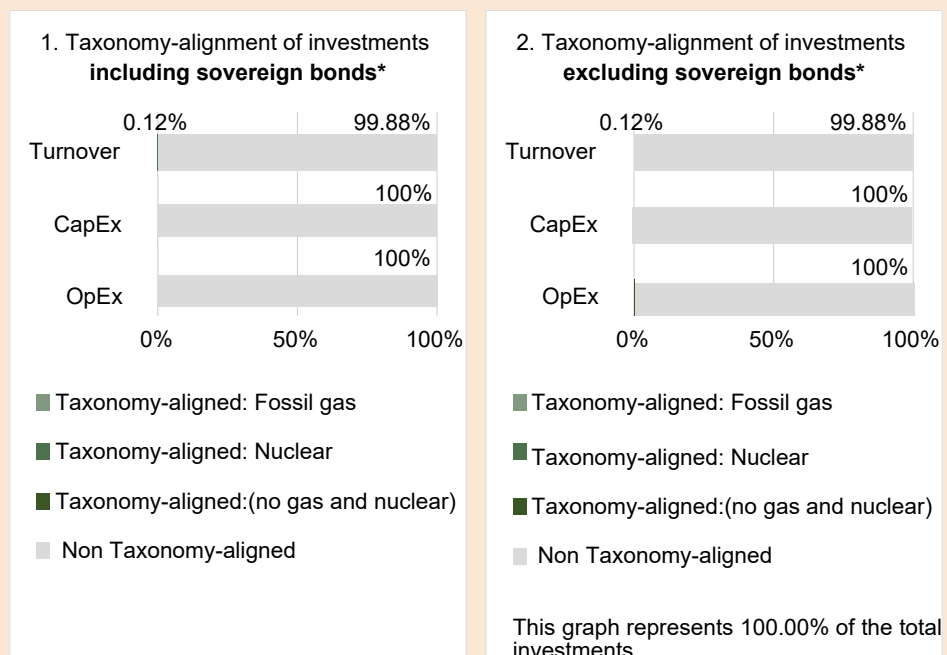 1. Taxonomy-alignment of investments
including sovereign bonds*
0.12% 99.88%
Turnover
100%
CapEx
100%
OpEx
0% 50% 100%
Taxonomy-aligned: Fossil gas
Taxonomy-aligned: Nuclear
Taxonomy-aligned:(no gas and nuclear)
Non Taxonomy-aligned
2. Taxonomy-alignment of investments
excluding sovereign bonds*
0.12% 99.88%
Turnover
100%
CapEx
100%
OpEx
0% 50% 100%
Taxonomy-aligned: Fossil gas
Taxonomy-aligned: Nuclear
Taxonomy-aligned:(no gas and nuclear)
Non Taxonomy-aligned
This graph represents 100.00% of the total
investments